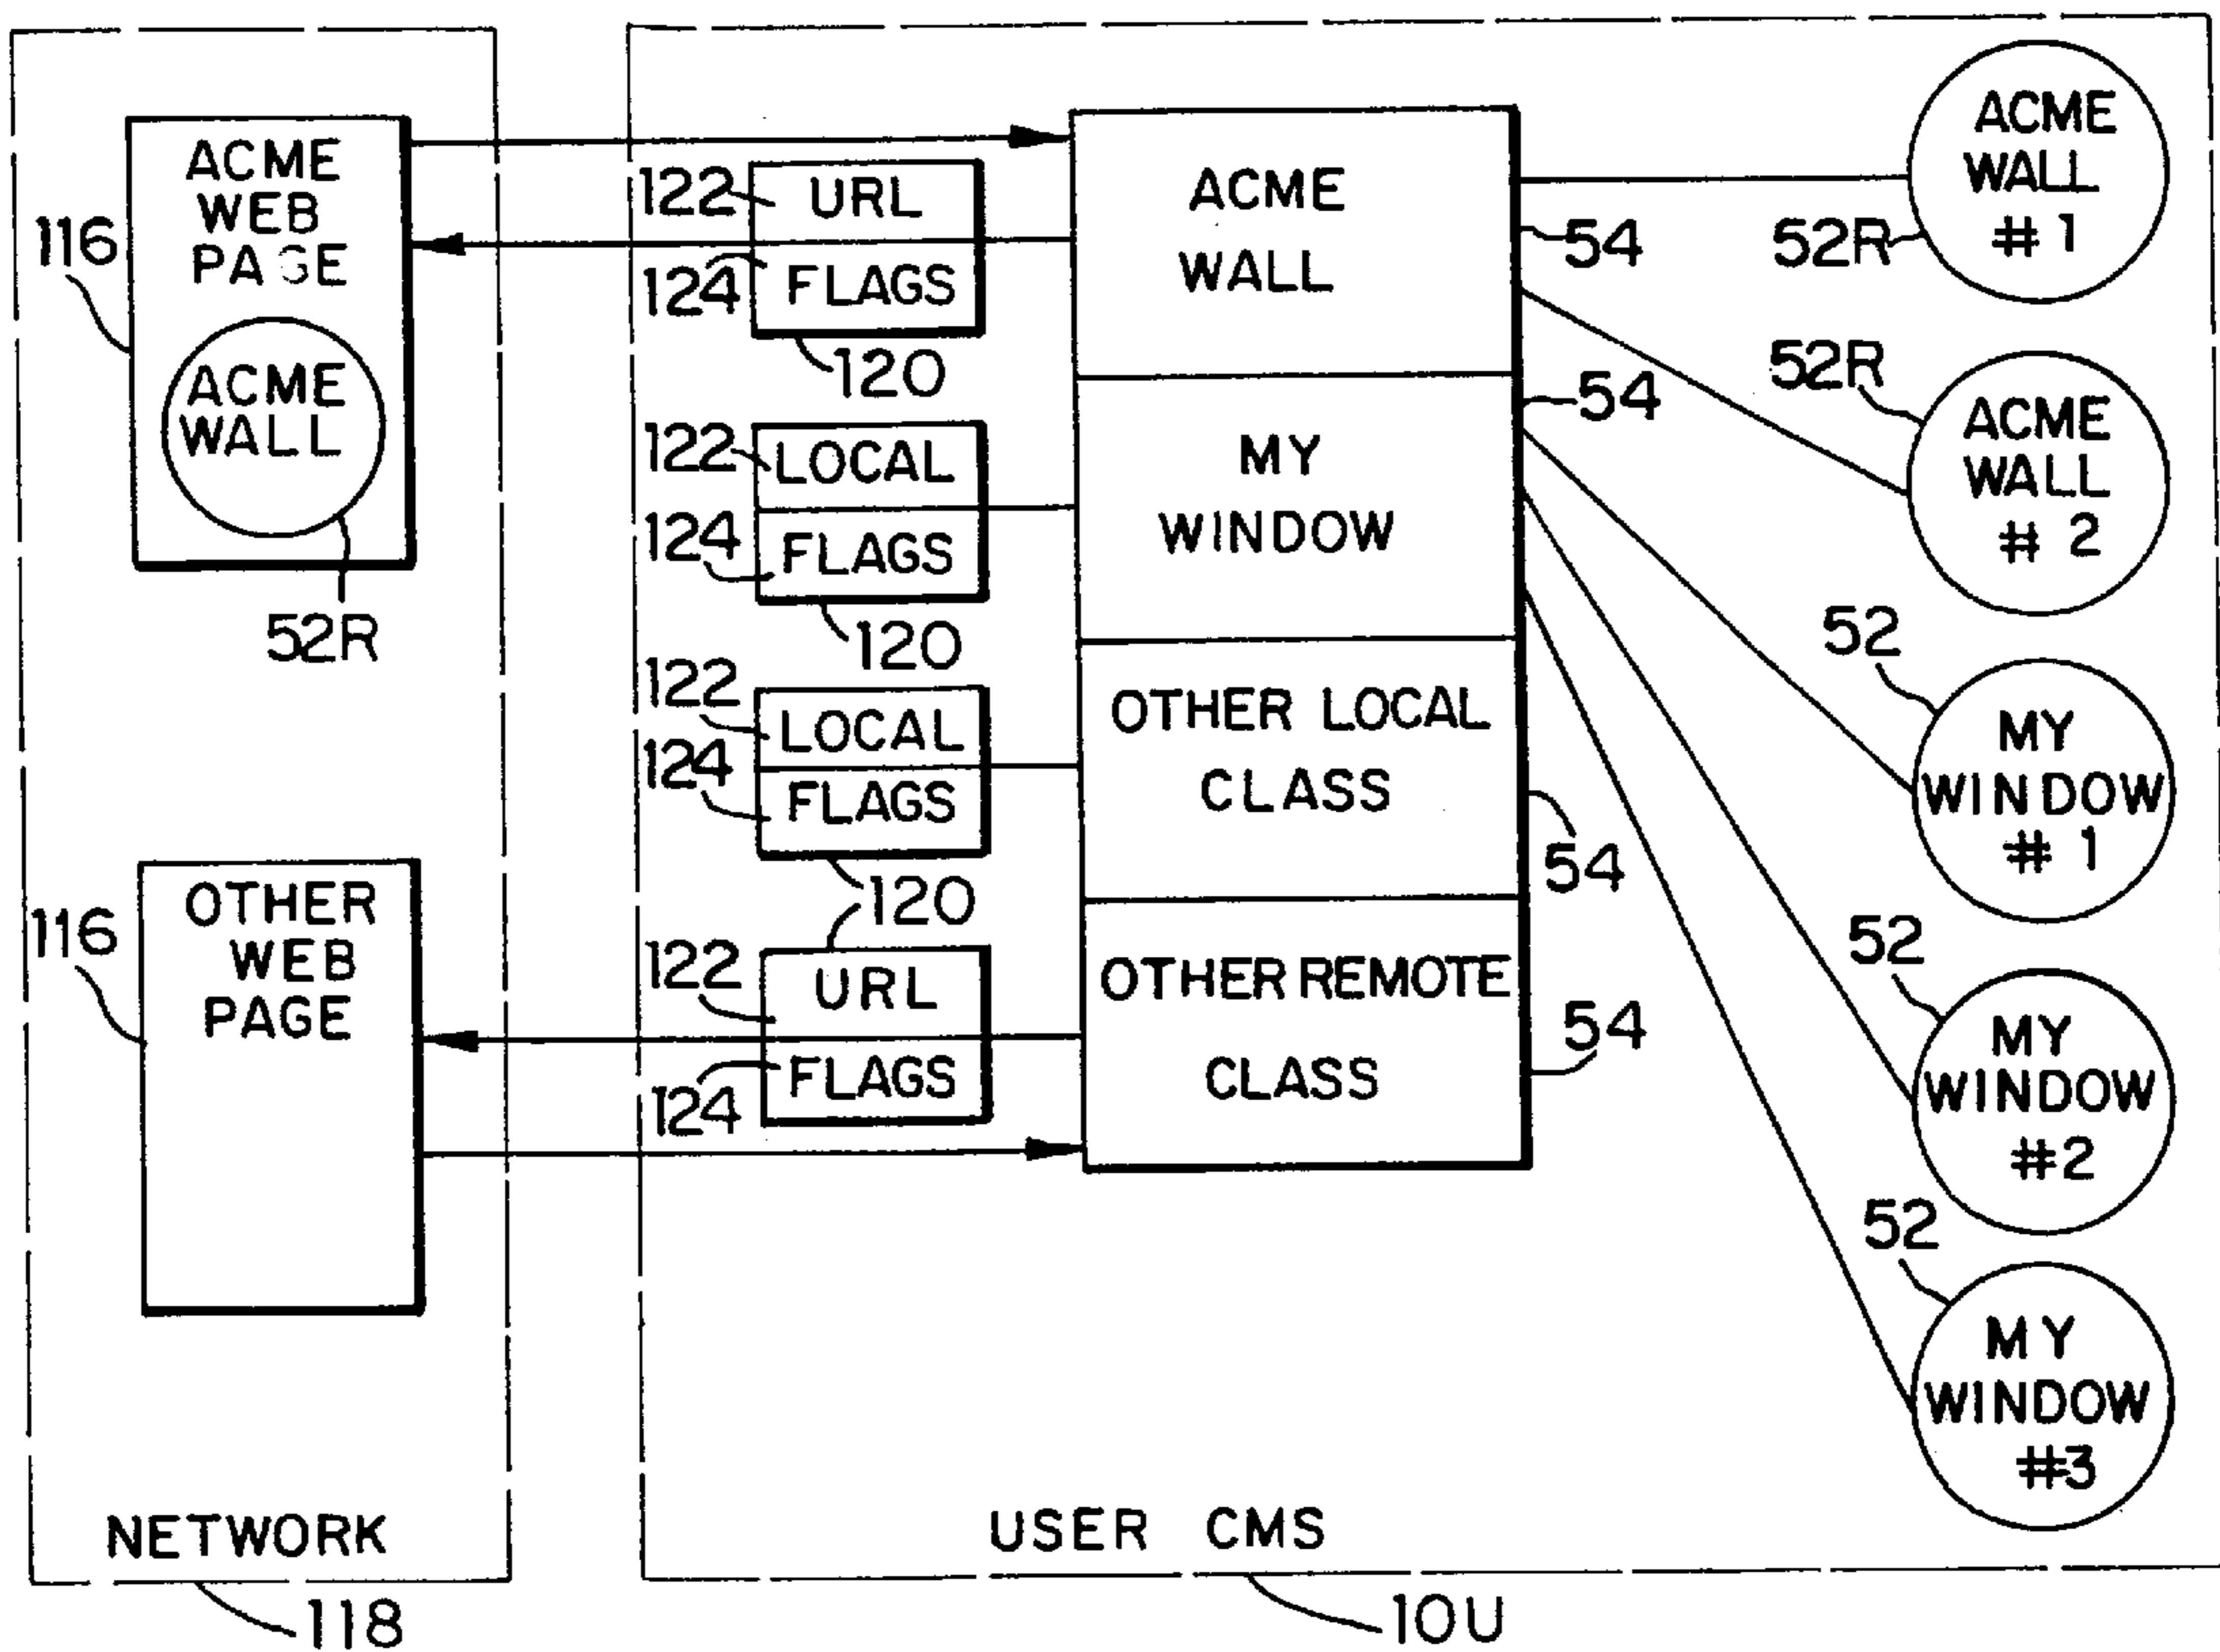 ACME
WEB
PAGE
116
ACME
WALL
52R
OTHER
WEB
PAGE
116
NETWORK
118
122
URL
124
FLAGS
120
122
LOCAL
124
FLAGS
120
122
LOCAL
124
FLAGS
120
122
URL
124
FLAGS
ACME
WALL
54
MY
WINDOW
54
OTHER LOCAL
CLASS
54
OTHER REMOTE
CLASS
54
ACME
WALL
# 1
52R
ACME
WALL
# 2
52R
MY
WINDOW
# 1
52
MY
WINDOW
#2
52
MY
WINDOW
#3
52
USER CMS
10U